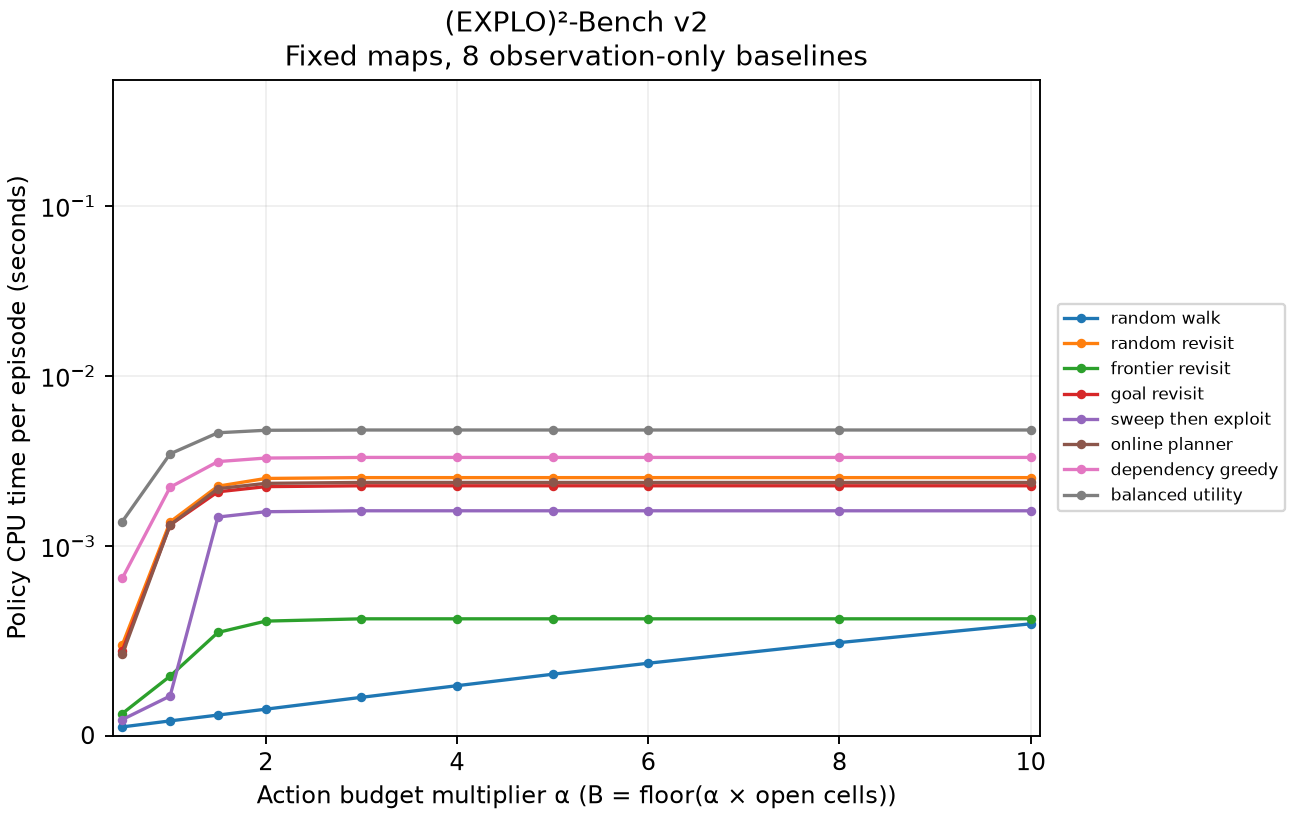 (EXPLO)²-Bench v2
Fixed maps, 8 observation-only baselines
Policy CPU time per episode (seconds)
10⁻¹
10⁻²
10⁻³
0
2 4 6 8 10
Action budget multiplier α (B = floor(α × open cells))
random walk
random revisit
frontier revisit
goal revisit
sweep then exploit
online planner
dependency greedy
balanced utility